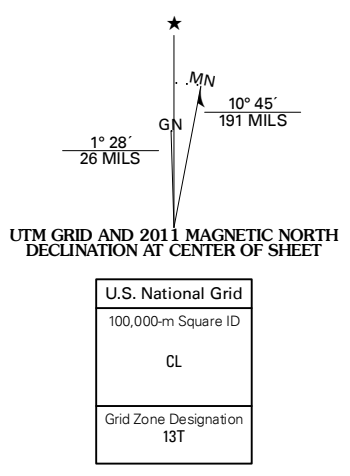 MN
GN
10° 45´
191 MILS
1° 28´
26 MILS
UTM GRID AND 2011 MAGNETIC NORTH
DECLINATION AT CENTER OF SHEET
U.S. National Grid
100,000-m Square ID
CL
Grid Zone Designation
13T